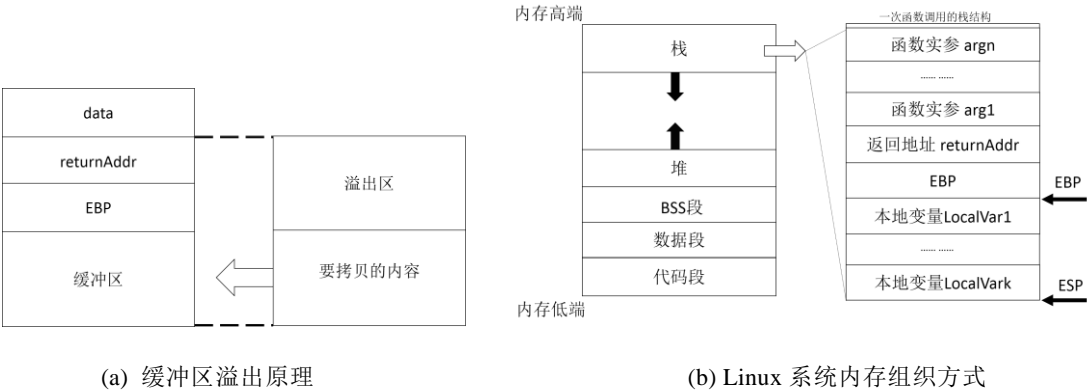 data
returnAddr
EBP
缓冲区
溢出区
要拷贝的内容
(a) 缓冲区溢出原理
内存高端
栈
堆
BSS段
数据段
代码段
内存低端
一次函数调用的栈结构
函数实参 argn
...... ......
函数实参 arg1
返回地址 returnAddr
EBP
EBP
本地变量LocalVar1
...... ......
本地变量LocalVark
ESP
(b) Linux 系统内存组织方式